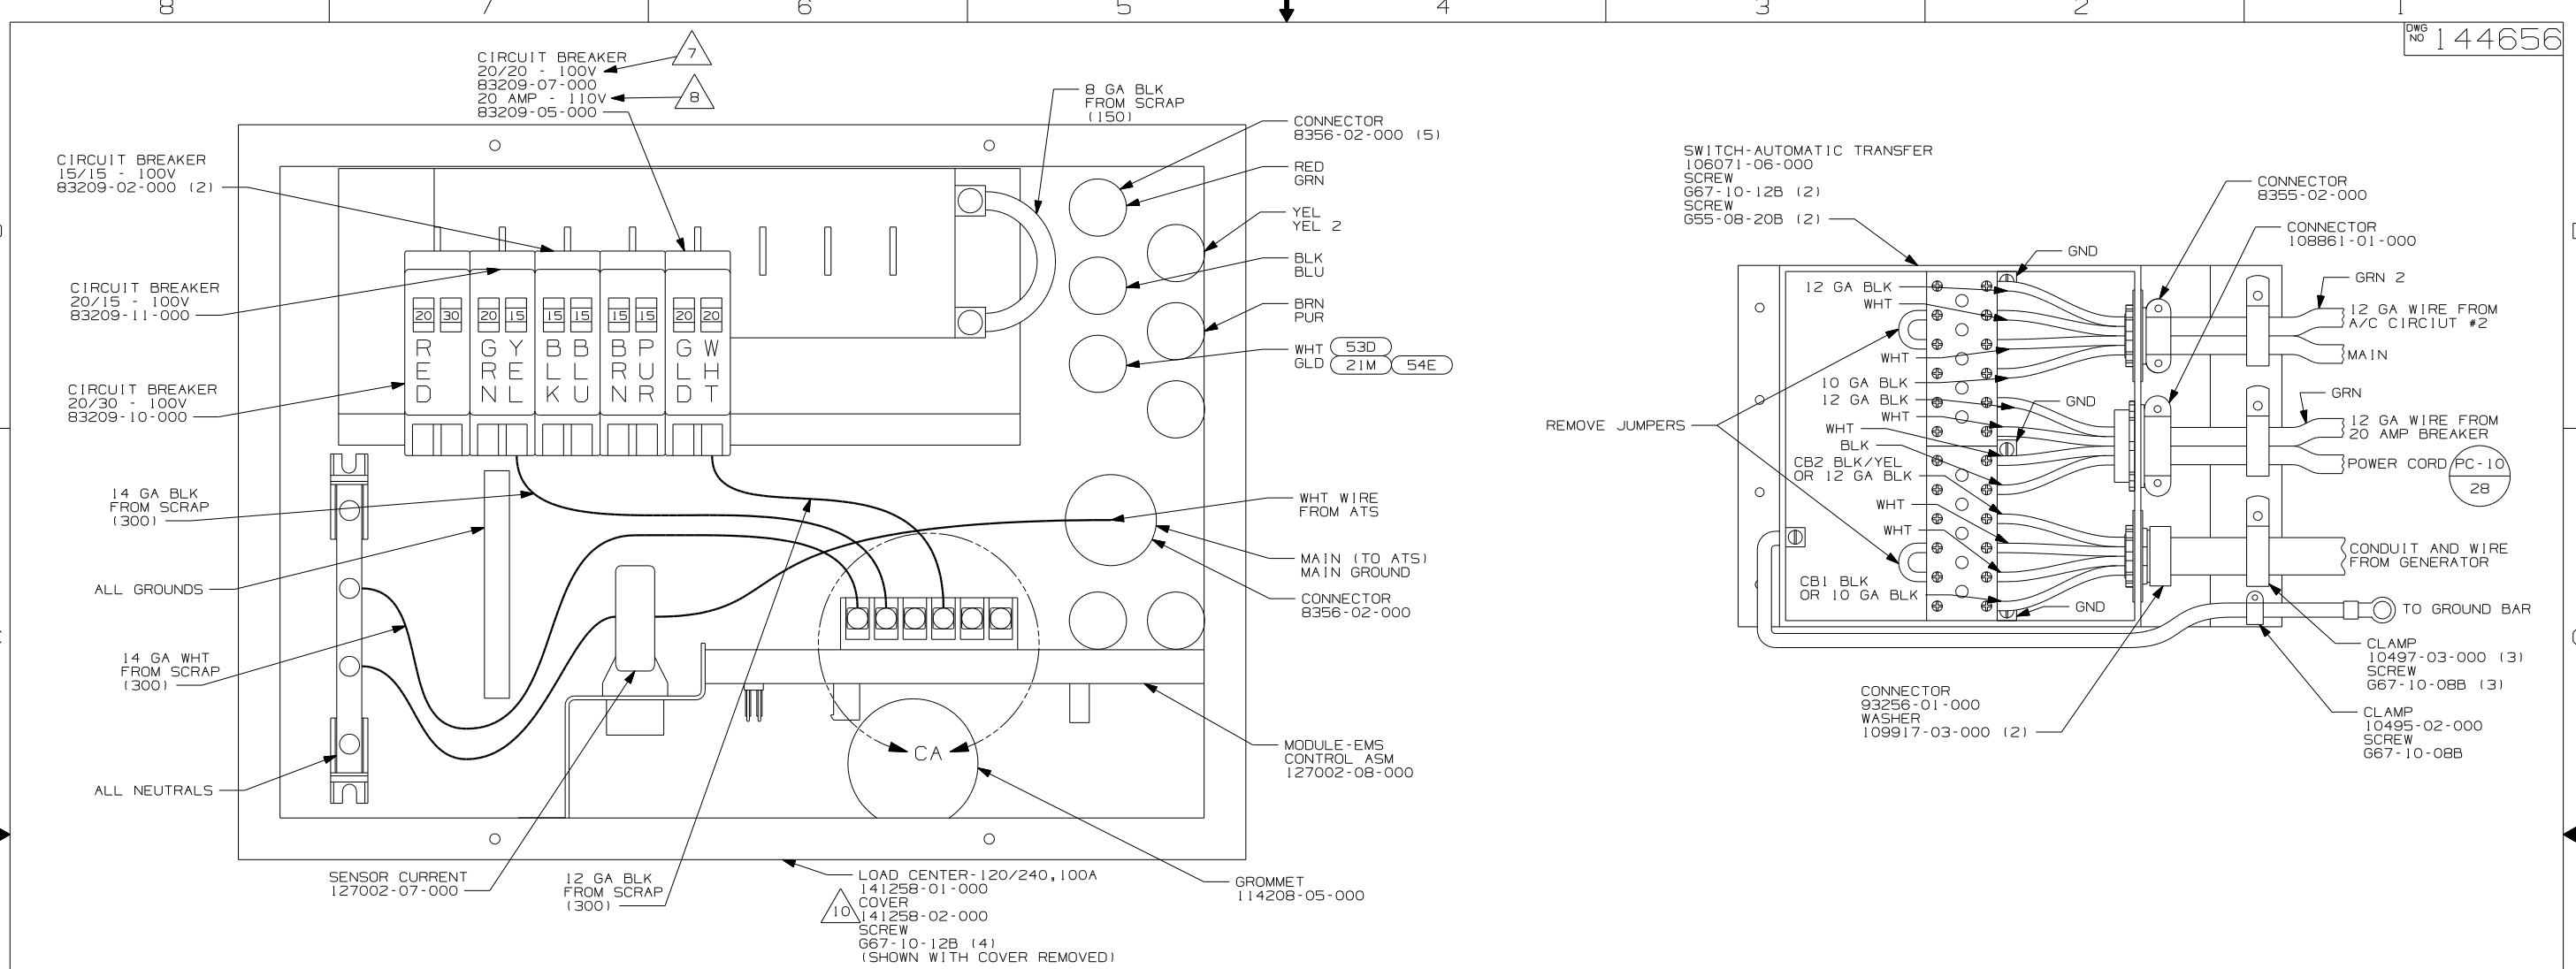 8 7 6 5 4 3 2 1
DWG
NO 144656
CIRCUIT BREAKER
20/20 - 100V
83209-07-000
20 AMP - 110V
83209-05-000
7
8
8 GA BLK
FROM SCRAP
(150)
CIRCUIT BREAKER
15/15 - 100V
83209-02-000 (2)
CIRCUIT BREAKER
20/15 - 100V
83209-11-000
CIRCUIT BREAKER
20/30 - 100V
83209-10-000
20 30 20 15 15 15 15 15 20 20
RED
GRN
YEL
BLK
BLU
BRN
PUR
GLD
WHT
CONNECTOR
8356-02-000 (5)
RED
GRN
YEL
YEL 2
BLK
BLU
BRN
PUR
WHT 53D
GLD 21M 54E
14 GA BLK
FROM SCRAP
(300)
ALL GROUNDS
14 GA WHT
FROM SCRAP
(300)
ALL NEUTRALS
WHT WIRE
FROM ATS
MAIN (TO ATS)
MAIN GROUND
CONNECTOR
8356-02-000
CA
MODULE-EMS
CONTROL ASM
127002-08-000
SENSOR CURRENT
127002-07-000
12 GA BLK
FROM SCRAP
(300)
LOAD CENTER-120/240,100A
141258-01-000
COVER
10
141258-02-000
SCREW
G67-10-12B (4)
(SHOWN WITH COVER REMOVED)
GROMMET
114208-05-000
SWITCH-AUTOMATIC TRANSFER
106071-06-000
SCREW
G67-10-12B (2)
SCREW
G55-08-20B (2)
CONNECTOR
8355-02-000
CONNECTOR
108861-01-000
GND
12 GA BLK
WHT
WHT
10 GA BLK
12 GA BLK
WHT
GND
WHT
BLK
CB2 BLK/YEL
OR 12 GA BLK
WHT
WHT
CB1 BLK
OR 10 GA BLK
GND
REMOVE JUMPERS
GRN 2
12 GA WIRE FROM
A/C CIRCIUT #2
MAIN
GRN
12 GA WIRE FROM
20 AMP BREAKER
POWER CORD PC-10
28
CONDUIT AND WIRE
FROM GENERATOR
TO GROUND BAR
CLAMP
10497-03-000 (3)
SCREW
G67-10-08B (3)
CLAMP
10495-02-000
SCREW
G67-10-08B
CONNECTOR
93256-01-000
WASHER
109917-03-000 (2)